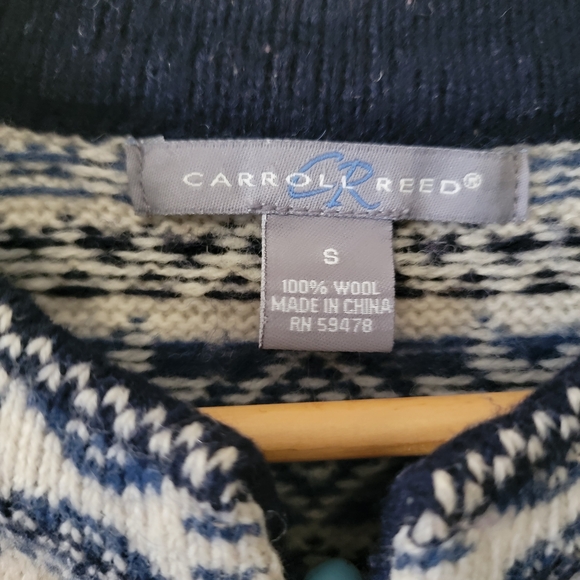 CARROLL REED®
CR
S
100% WOOL
MADE IN CHINA
RN 59478